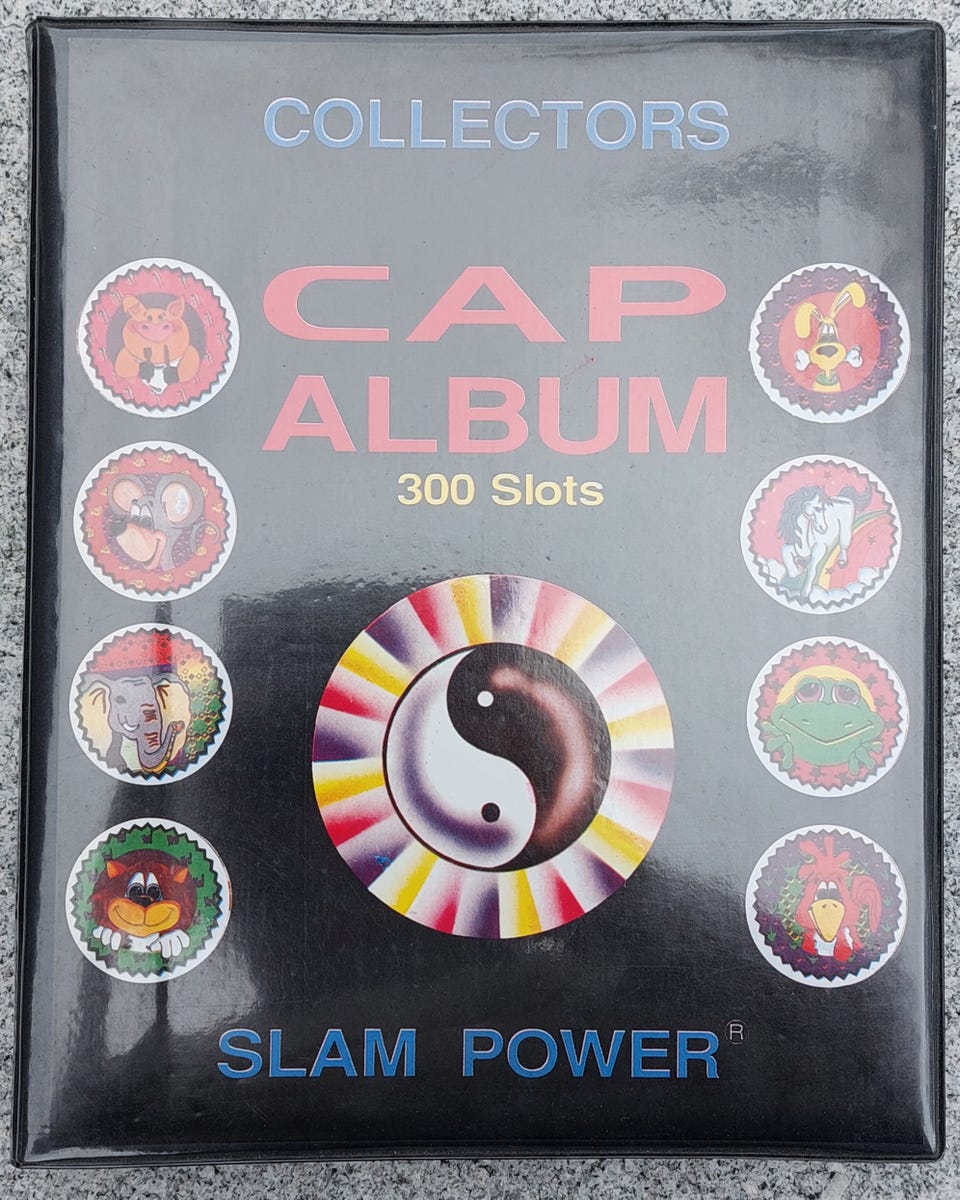 COLLECTORS
CAP
ALBUM
300 Slots
SLAM POWER®